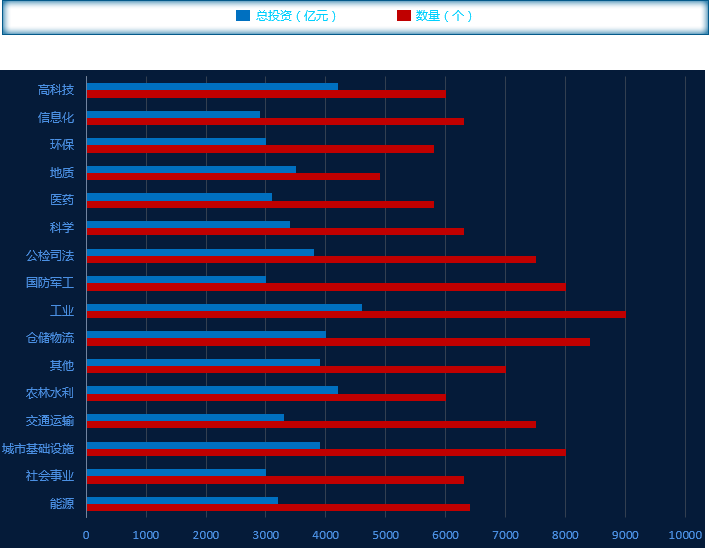 总投资（亿元） 数量（个）
高科技
信息化
环保
地质
医药
科学
公检司法
国防军工
工业
仓储物流
其他
农林水利
交通运输
城市基础设施
社会事业
能源
0 1000 2000 3000 4000 5000 6000 7000 8000 9000 10000